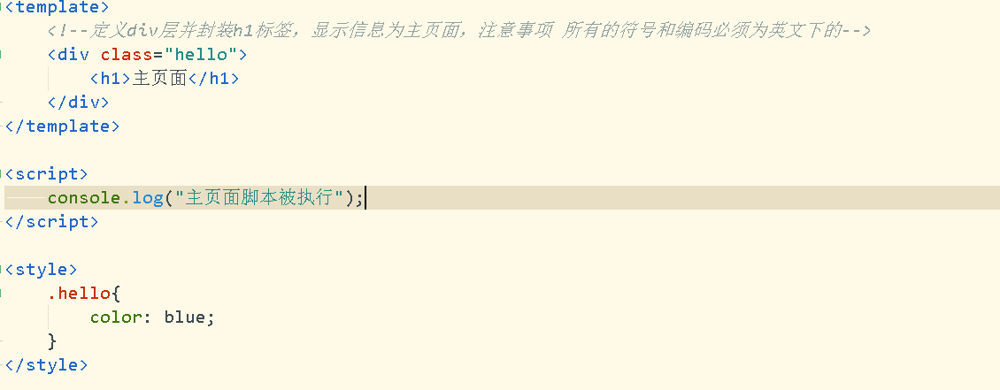 <template>
<!--定义div层并封装h1标签，显示信息为主页面，注意事项 所有的符号和编码必须为英文下的-->
<div class="hello">
<h1>主页面</h1>
</div>
</template>
<script>
console.log("主页面脚本被执行");
</script>
<style>
.hello{
color: blue;
}
</style>